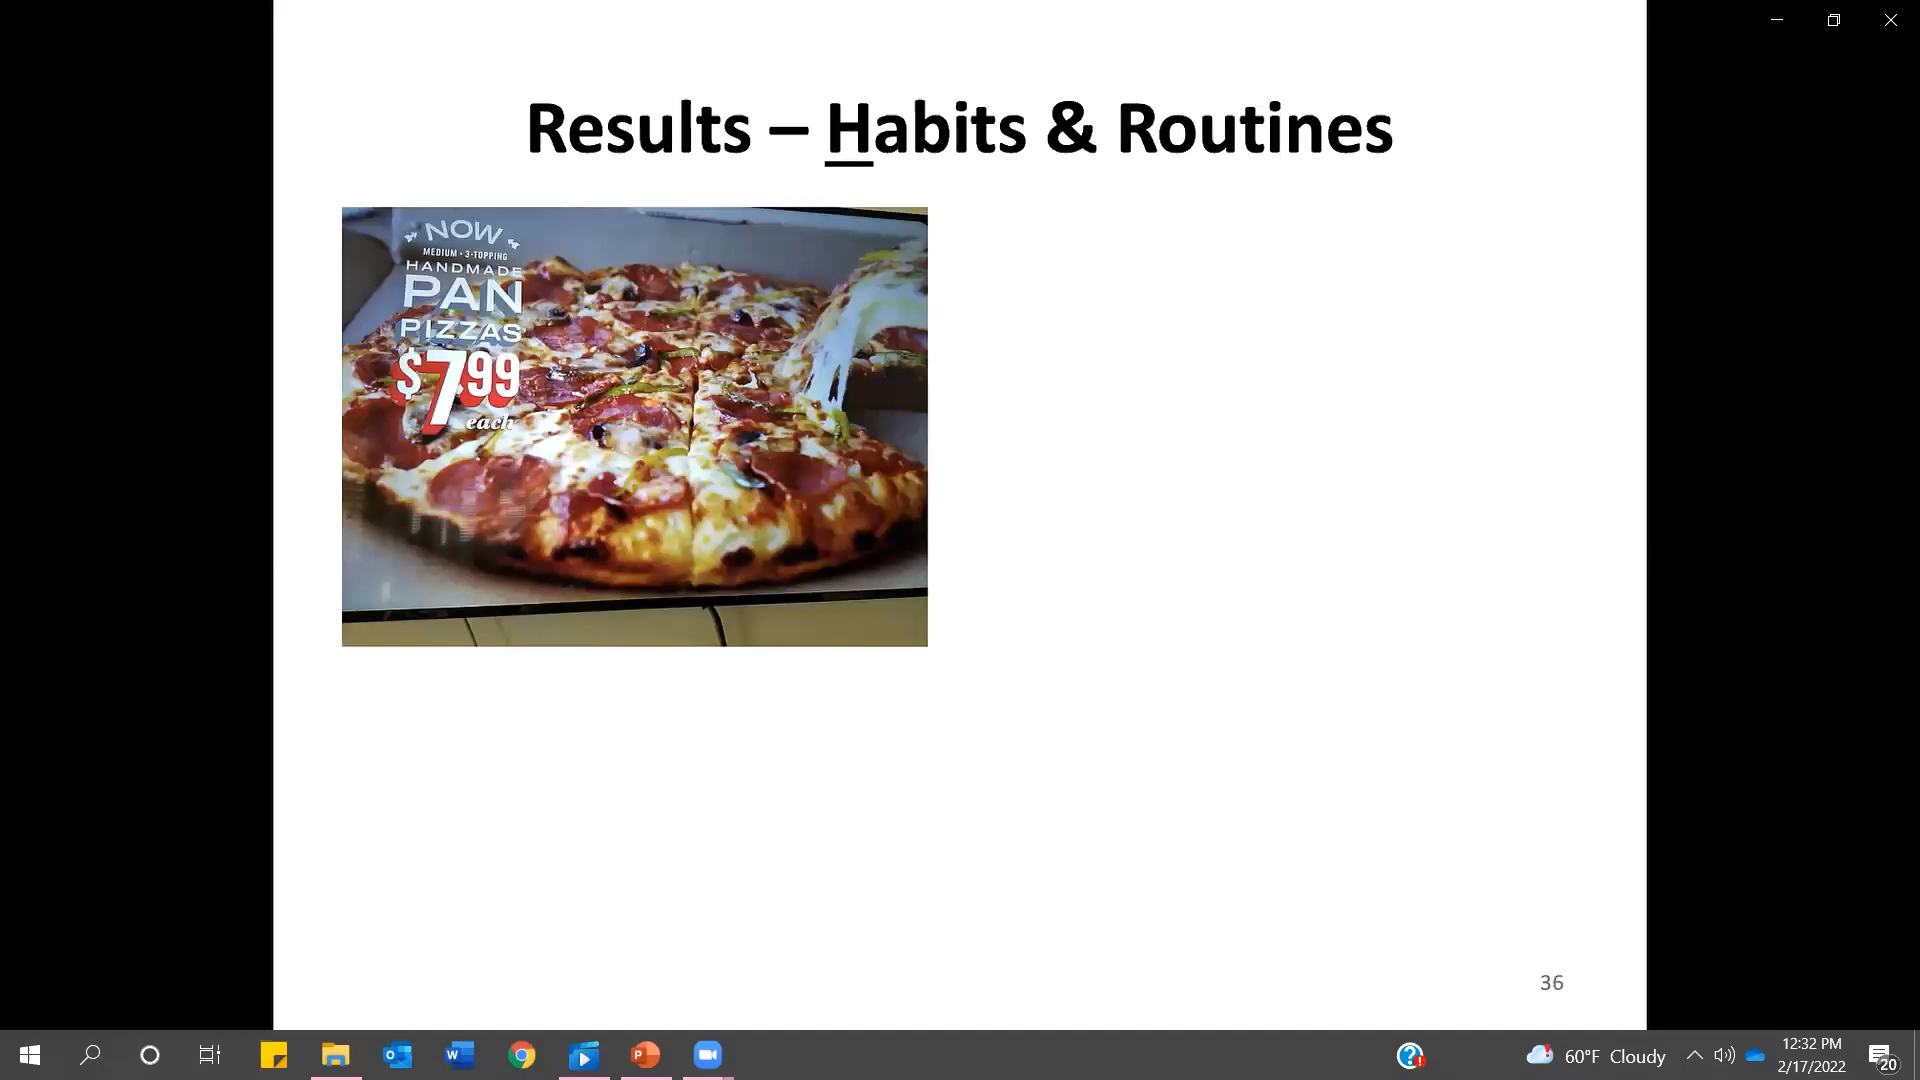 Results – Habits & Routines
NOW
MEDIUM • 3-TOPPING
HANDMADE
PAN
PIZZAS
$7.99
each
36
60°F Cloudy
12:32 PM
2/17/2022
20